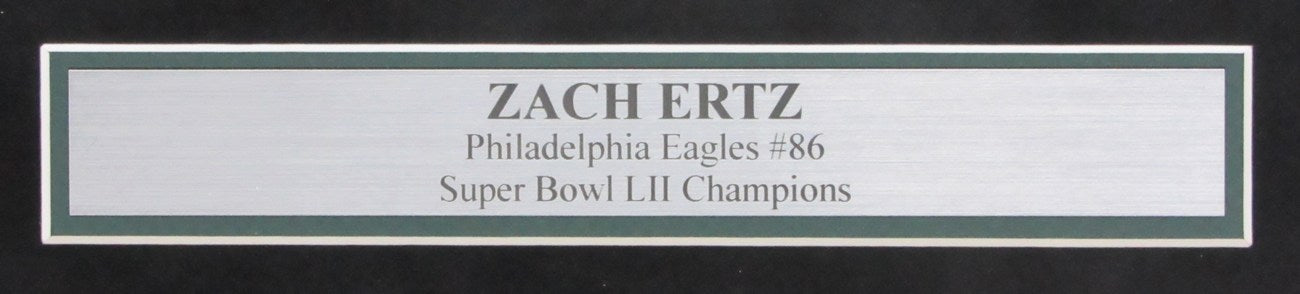 ZACH ERTZ
Philadelphia Eagles #86
Super Bowl LII Champions